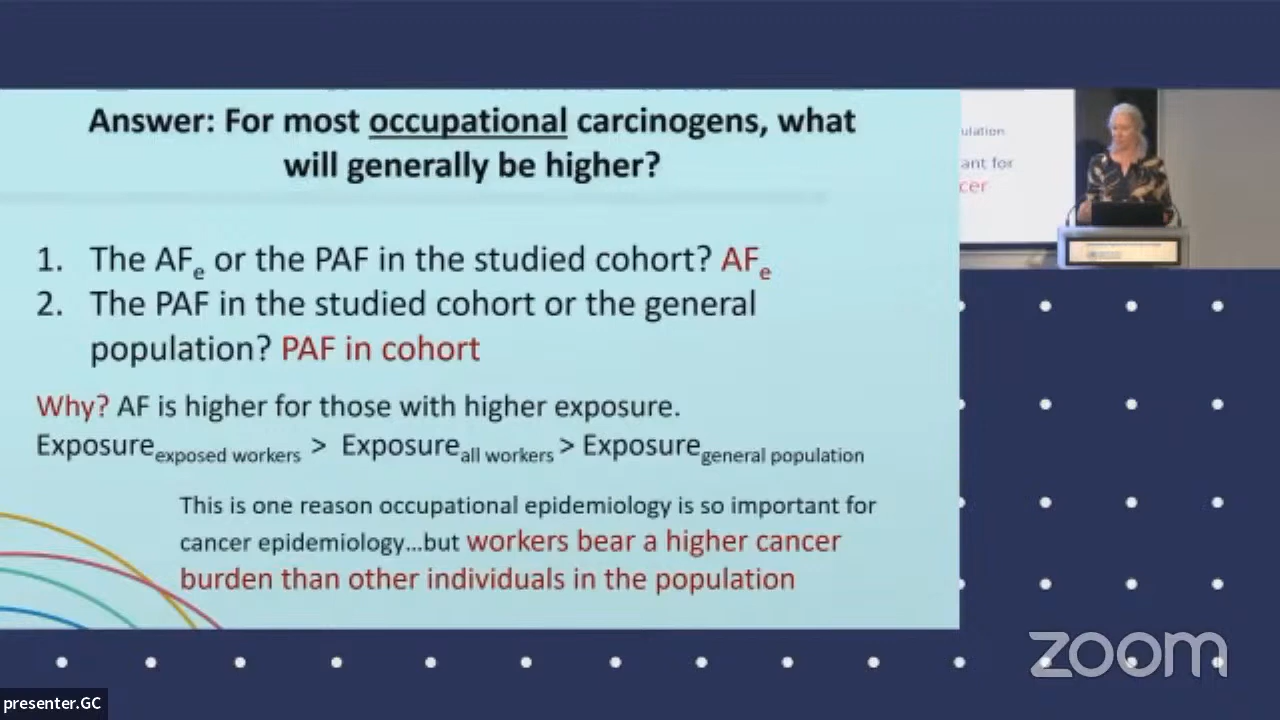 Answer: For most occupational carcinogens, what
will generally be higher?
1. The AFe or the PAF in the studied cohort? AFe
2. The PAF in the studied cohort or the general
population? PAF in cohort
Why? AF is higher for those with higher exposure.
Exposureexposed workers > Exposureall workers > Exposuregeneral population
This is one reason occupational epidemiology is so important for
cancer epidemiology...but workers bear a higher cancer
burden than other individuals in the population
ulation
ant for
cer
zoom
presenter.GC